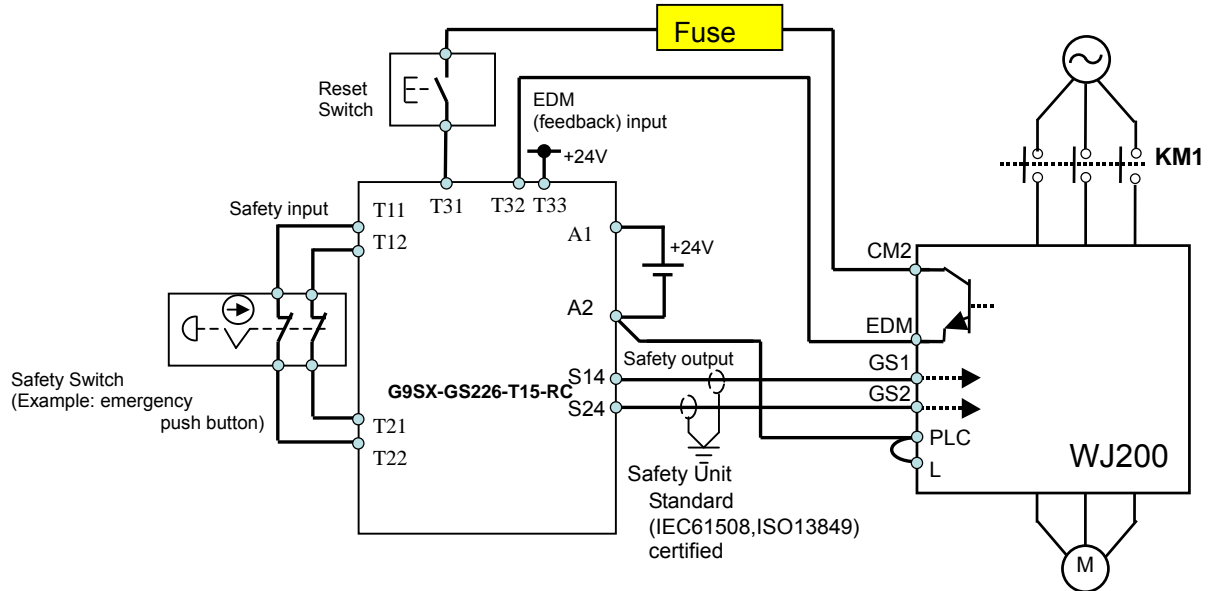 Fuse
Reset
Switch
EDM
(feedback) input
+24V
KM1
Safety input
T11
T31
T32
T33
T12
A1
+24V
CM2
A2
EDM
Safety output
GS1
S14
G9SX-GS226-T15-RC
GS2
S24
Safety Switch
(Example: emergency
push button)
T21
PLC
T22
L
WJ200
Safety Unit
Standard
(IEC61508,ISO13849)
certified
M